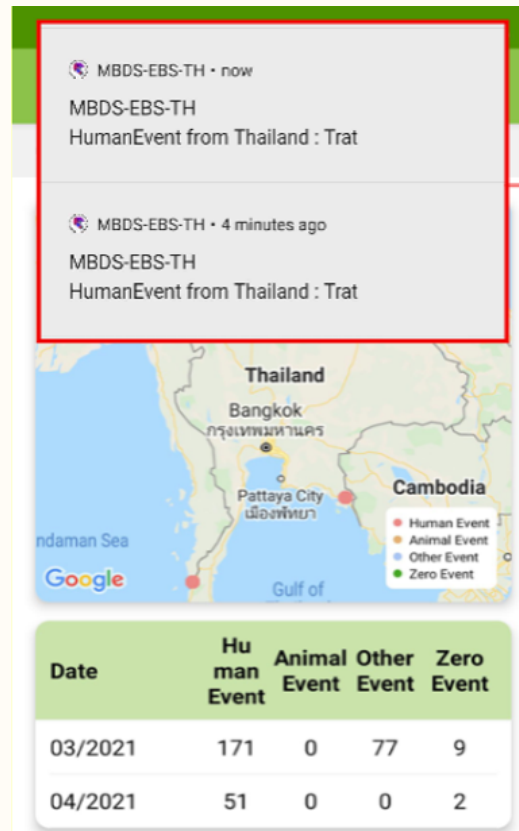 MBDS-EBS-TH • now
MBDS-EBS-TH
HumanEvent from Thailand : Trat
MBDS-EBS-TH • 4 minutes ago
MBDS-EBS-TH
HumanEvent from Thailand : Trat
Thailand
Bangkok
กรุงเทพมหานคร
Pattaya City
เมืองพัทยา
Cambodia
Human Event
Animal Event
Other Event
Zero Event
ndaman Sea
Google
Gulf of
Date Hu man Event Animal Event Other Event Zero Event
03/2021 171 0 77 9
04/2021 51 0 0 2